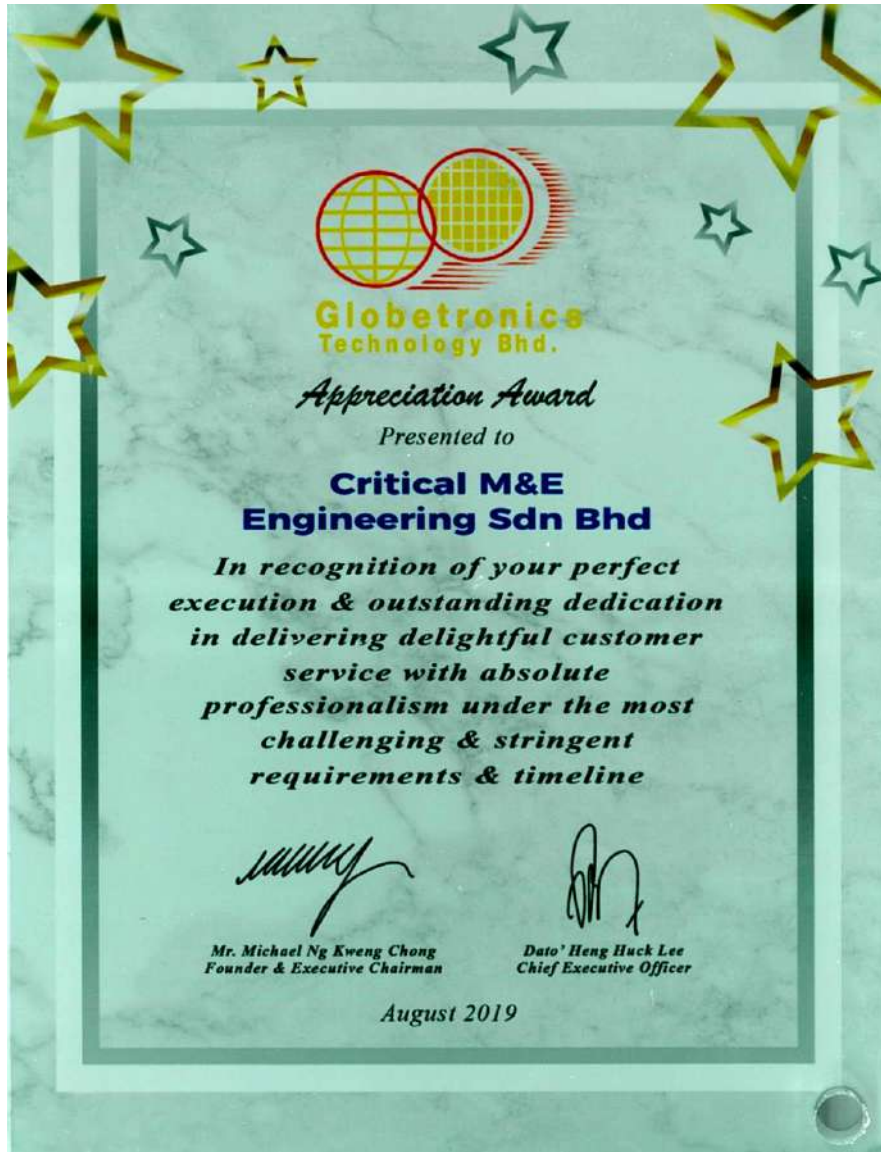 Globetronics
Technology Bhd.
Appreciation Award
Presented to
Critical M&E
Engineering Sdn Bhd
In recognition of your perfect
execution & outstanding dedication
in delivering delightful customer
service with absolute
professionalism under the most
challenging & stringent
requirements & timeline
Mr. Michael Ng Kweng Chong
Founder & Executive Chairman
Dato' Heng Huck Lee
Chief Executive Officer
August 2019